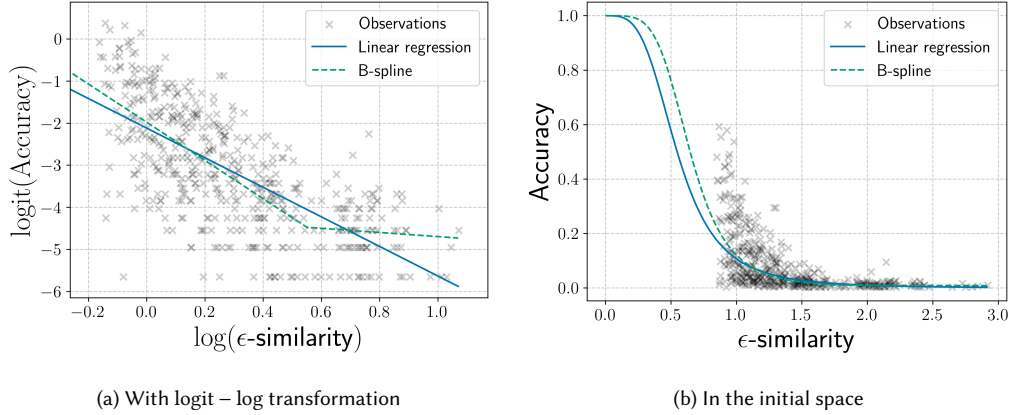 Observations
Linear regression
B-spline
0
−1
−2
−3
−4
−5
−6
logit(Accuracy)
−0.2 0.0 0.2 0.4 0.6 0.8 1.0
log(ϵ-similarity)
(a) With logit – log transformation
Observations
Linear regression
B-spline
1.0
0.8
0.6
0.4
0.2
0.0
Accuracy
0.0 0.5 1.0 1.5 2.0 2.5 3.0
ϵ-similarity
(b) In the initial space